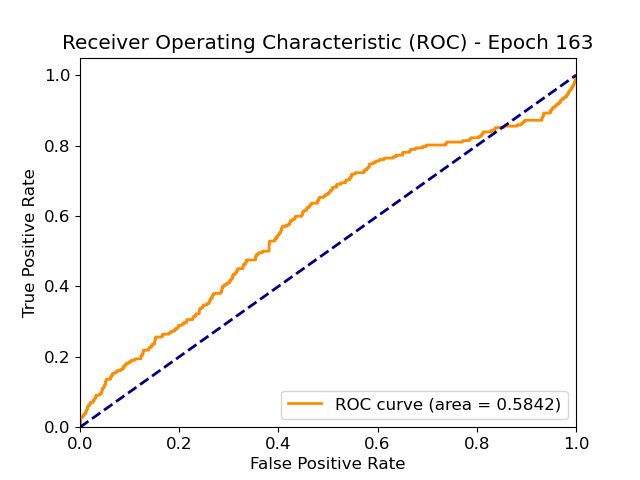 Receiver Operating Characteristic (ROC) - Epoch 163
True Positive Rate
1.0
0.8
0.6
0.4
0.2
0.0
ROC curve (area = 0.5842)
0.0 0.2 0.4 0.6 0.8 1.0
False Positive Rate